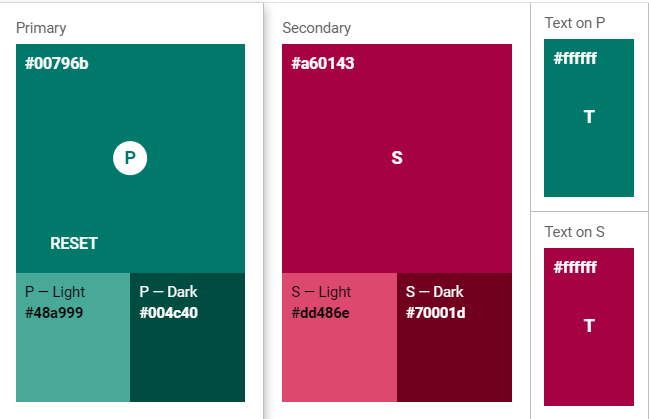 Primary
#00796b
P
RESET
P — Light
#48a999
P — Dark
#004c40
Secondary
#a60143
S
S — Light
#dd486e
S — Dark
#70001d
Text on P
#ffffff
T
Text on S
#ffffff
T